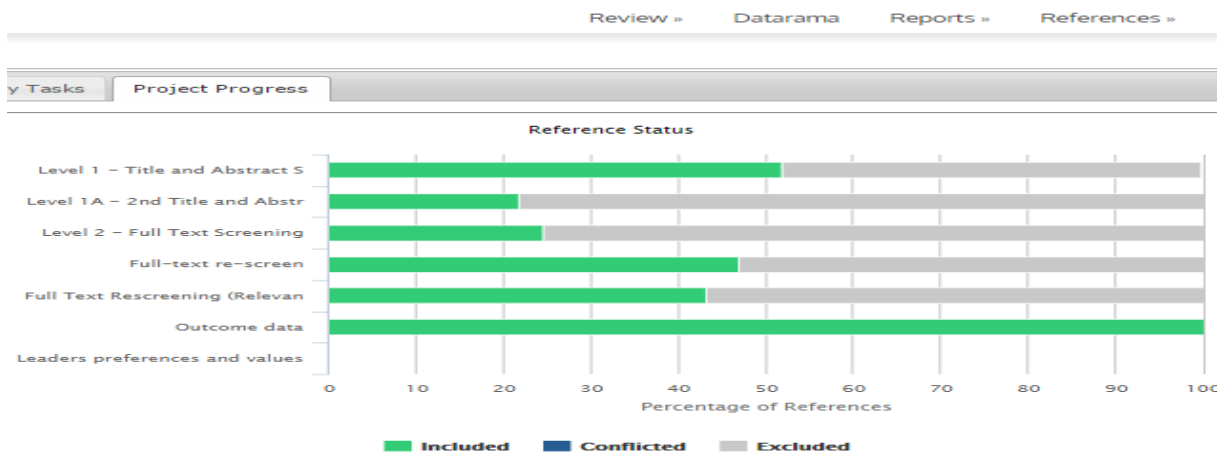 Review » Datarama Reports » References »
y Tasks Project Progress
Reference Status
Level 1 - Title and Abstract S
Level 1A - 2nd Title and Abstr
Level 2 - Full Text Screening
Full-text re-screen
Full Text Rescreening (Relevan
Outcome data
Leaders preferences and values
0 10 20 30 40 50 60 70 80 90 100
Percentage of References
Included Conflicted Excluded